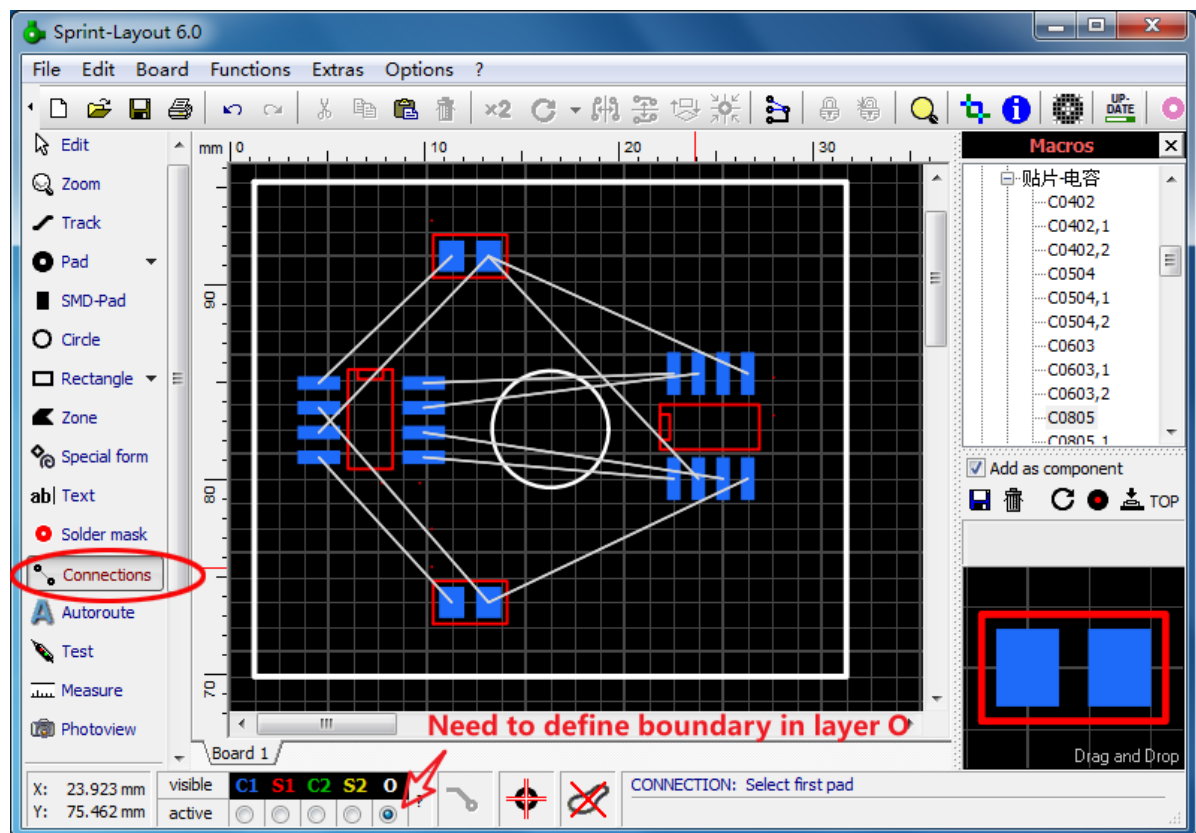 Sprint-Layout 6.0
File Edit Board Functions Extras Options ?
×2 UP-DATE
Edit
Zoom
Track
Pad
SMD-Pad
Circle
Rectangle
Zone
Special form
ab| Text
Solder mask
Connections
Autoroute
Test
Measure
Photoview
mm 0 10 20 30
90
80
70
Need to define boundary in layer O
Board 1
Macros
贴片-电容
C0402
C0402,1
C0402,2
C0504
C0504,1
C0504,2
C0603
C0603,1
C0603,2
C0805
C0805,1
Add as component
TOP
Drag and Drop
X: 23.923 mm
Y: 75.462 mm
visible C1 S1 C2 S2 O
active
?
CONNECTION: Select first pad